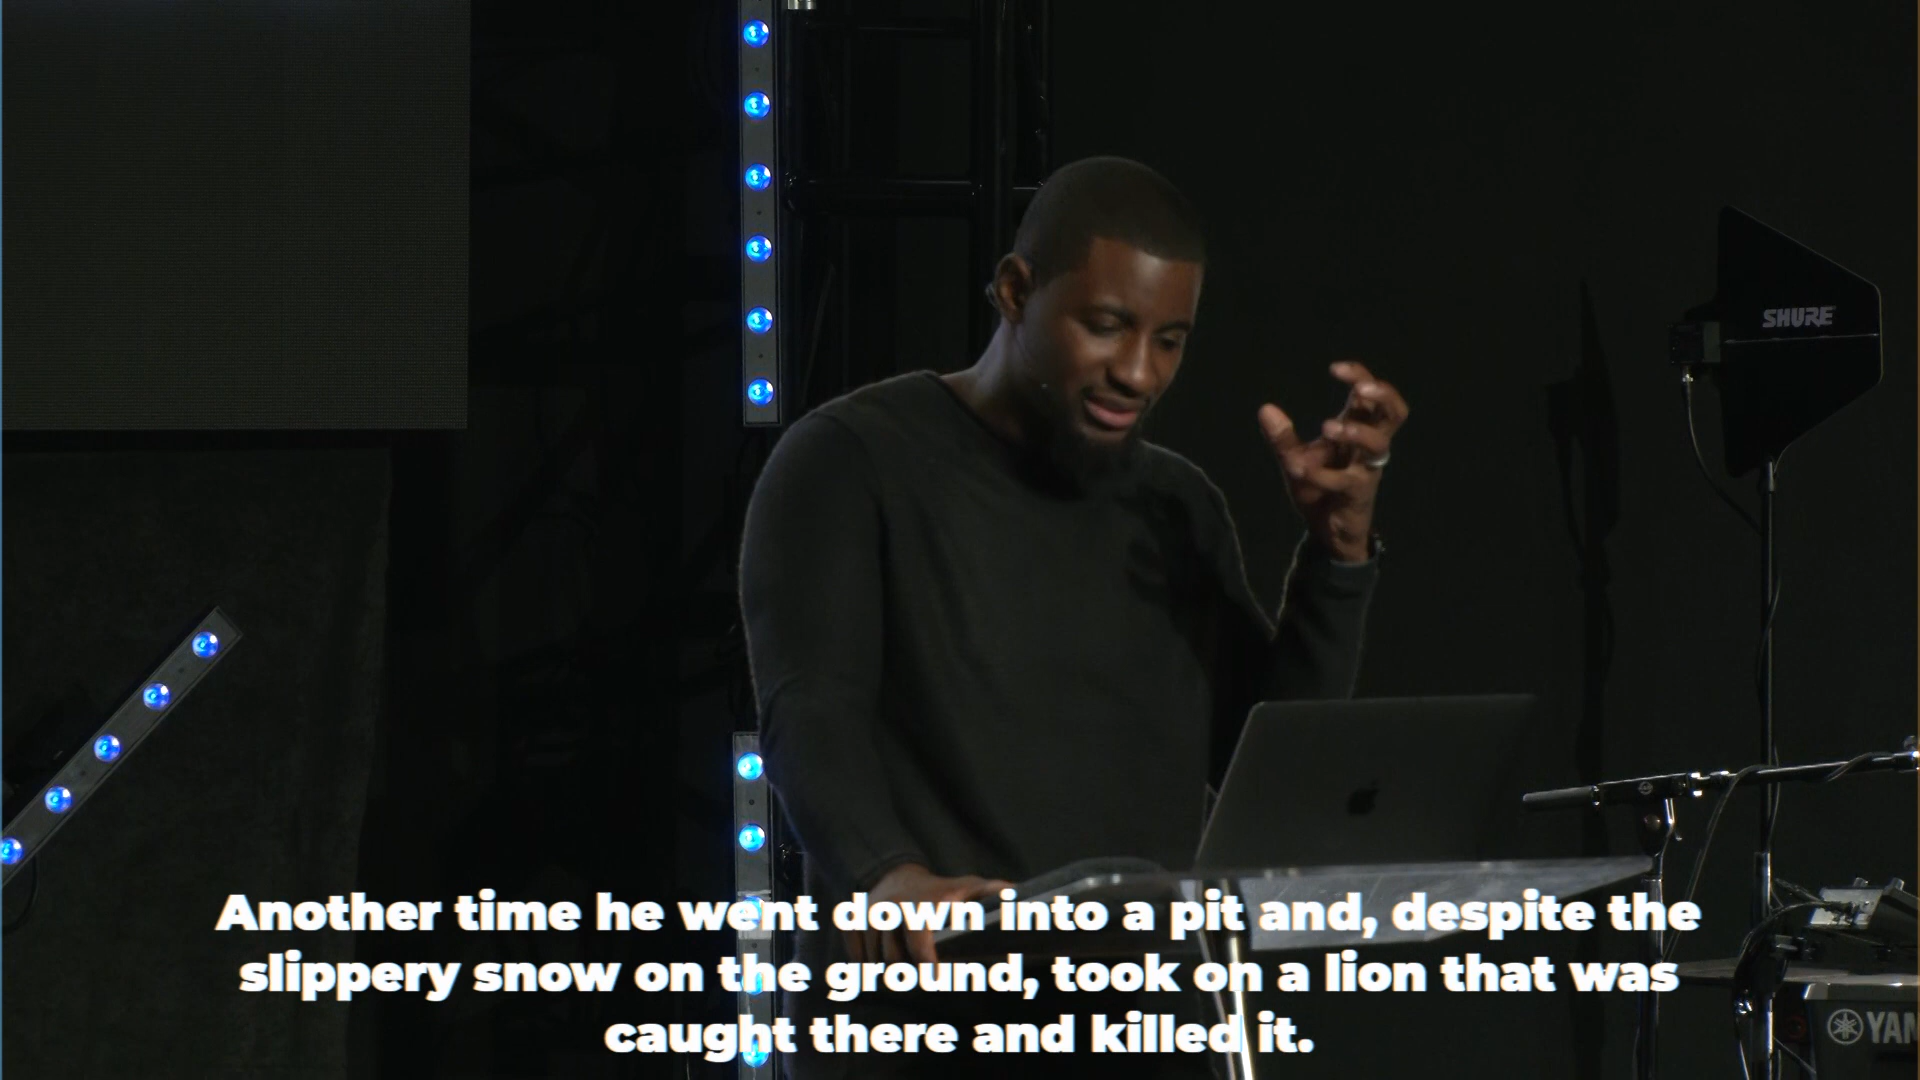 SHURE
Another time he went down into a pit and, despite the
slippery snow on the ground, took on a lion that was
caught there and killed it.
YAM